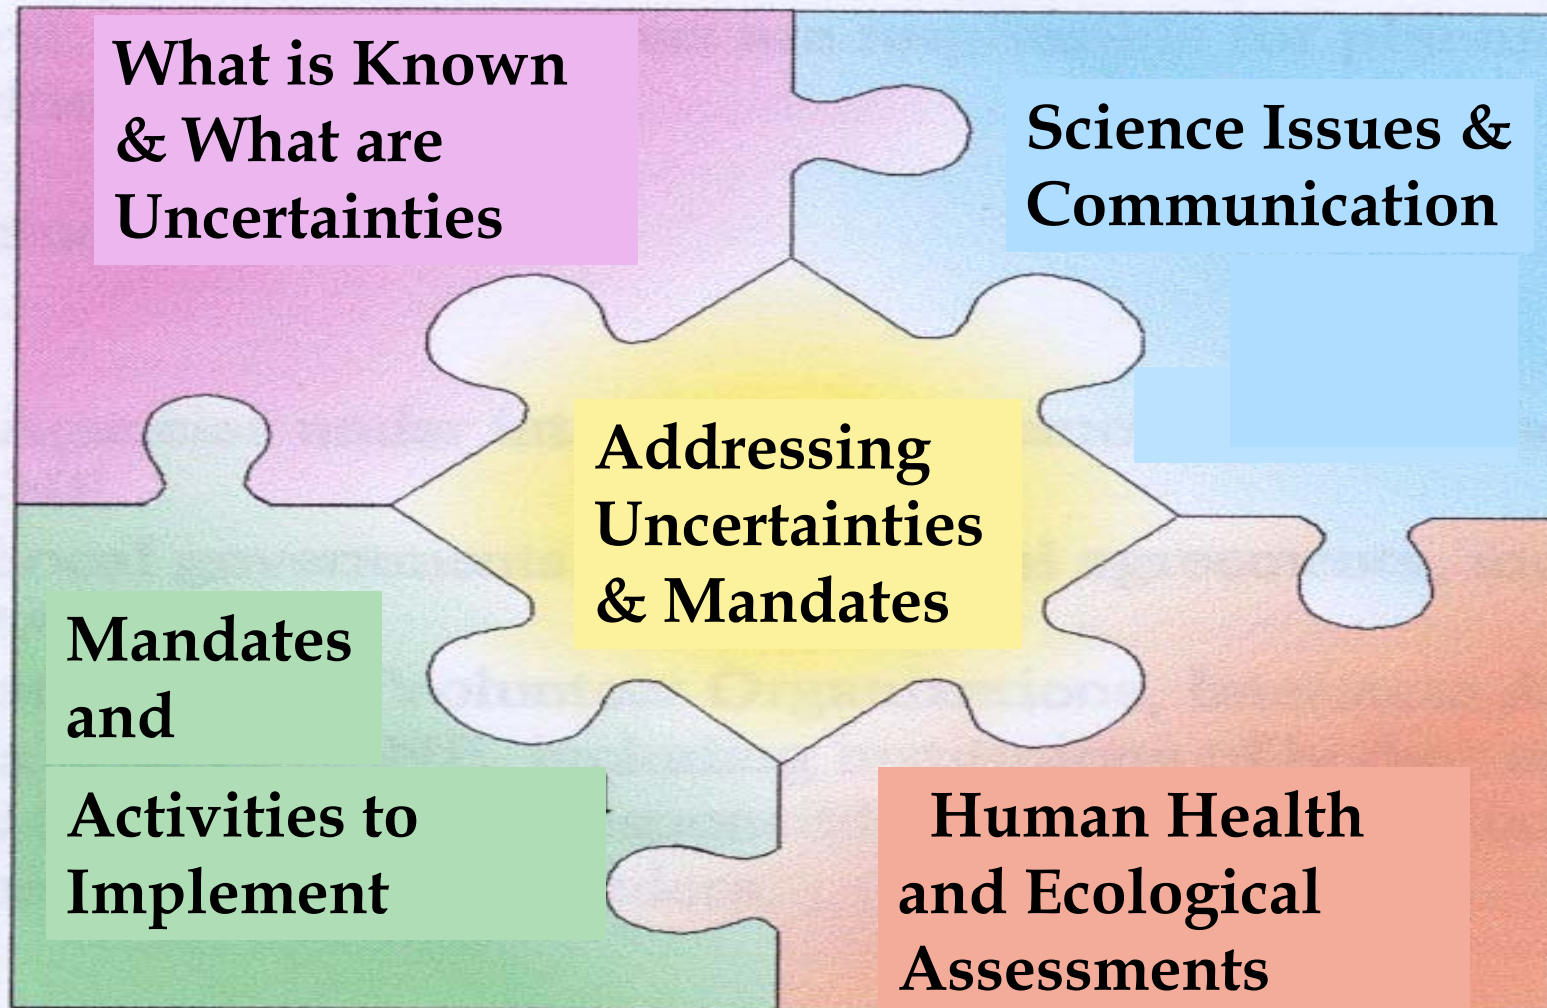 What is Known
& What are
Uncertainties
Science Issues &
Communication
Addressing
Uncertainties
& Mandates
Mandates
and
Activities to
Implement
Human Health
and Ecological
Assessments